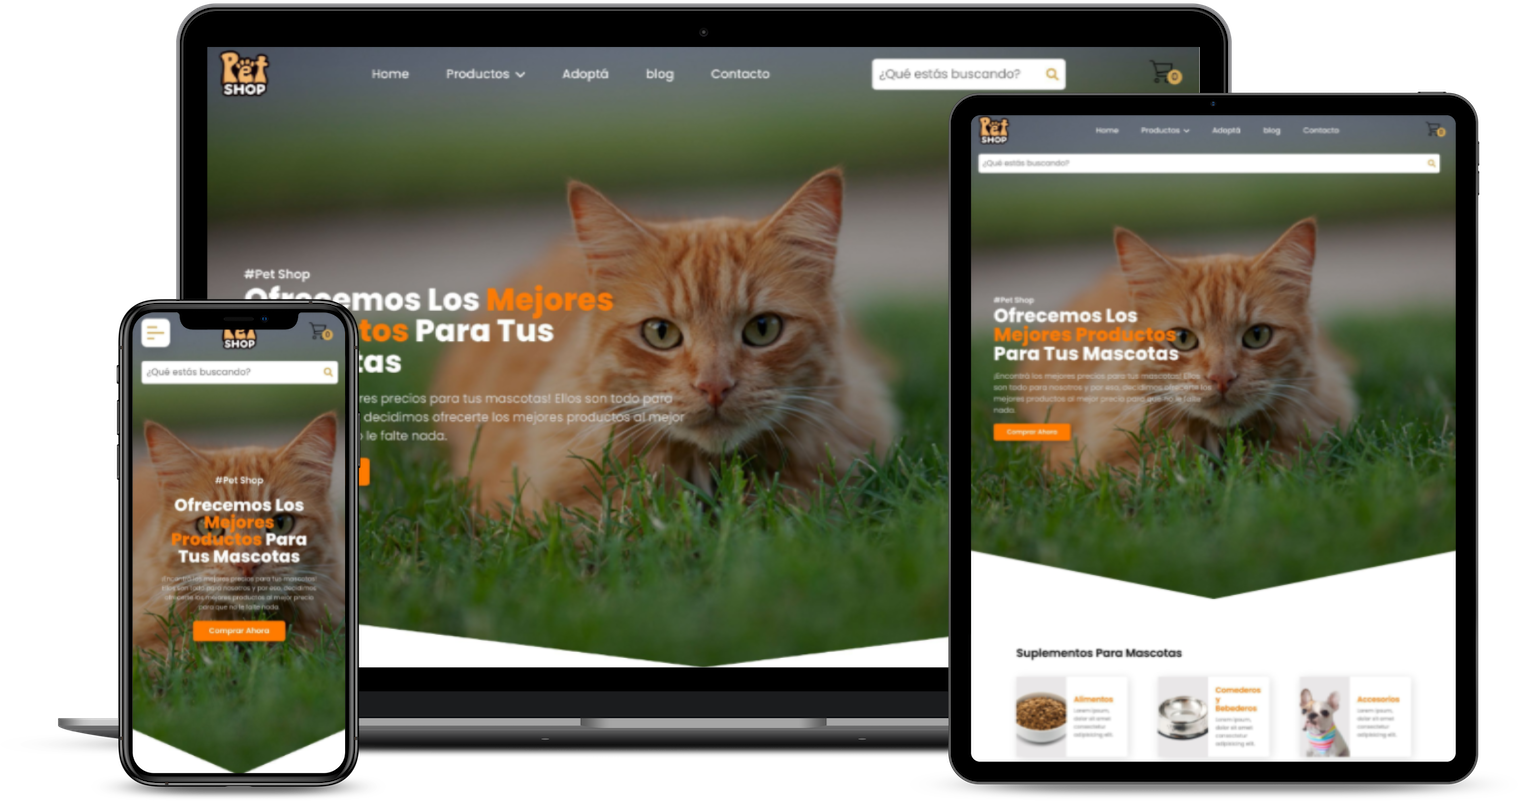 Pet
SHOP
Home
Productos
Adoptá
blog
Contacto
¿Qué estás buscando?
0
#Pet Shop
Ofrecemos Los Mejores
tos Para Tus
tas
res precios para tus mascotas! Ellos son todo para
decidimos ofrecerte los mejores productos al mejor
le falte nada.
SHOP
0
¿Qué estás buscando?
#Pet Shop
Ofrecemos Los
Mejores
Productos Para
Tus Mascotas
¡Encontrá los mejores precios para tus mascotas!
Ellos son todo para nosotros y por eso, decidimos
ofrecerte los mejores productos al mejor precio
para que no le falte nada.
Comprar Ahora
Pet
SHOP
Home
Productos
Adoptá
blog
Contacto
0
¿Qué estás buscando?
#Pet Shop
Ofrecemos Los
Mejores Productos
Para Tus Mascotas
¡Encontrá los mejores precios para tus mascotas! Ellos
son todo para nosotros y por eso, decidimos ofrecerte los
mejores productos al mejor precio para que no le falte
nada.
Comprar Ahora
Suplementos Para Mascotas
Alimentos
Lorem ipsum,
dolor sit amet
consectetur
adipisicing elit.
Comederos
y
Bebederos
Lorem ipsum,
dolor sit amet
consectetur
adipisicing elit.
Accesorios
Lorem ipsum,
dolor sit amet
consectetur
adipisicing elit.